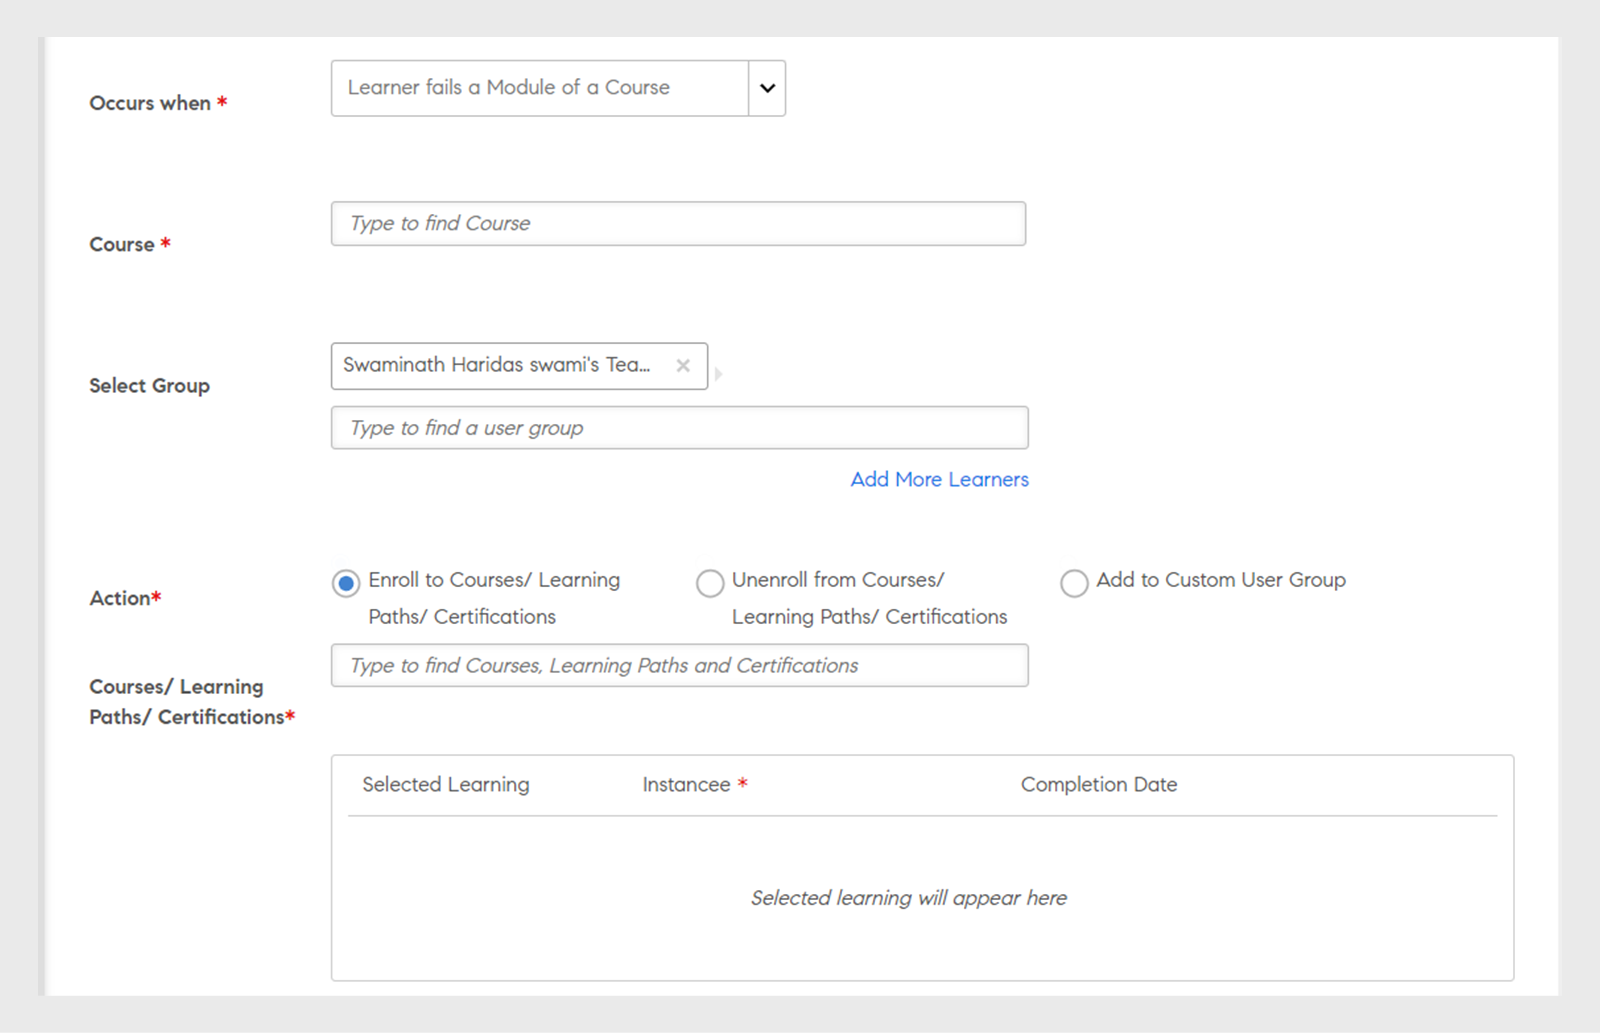 Occurs when *
Learner fails a Module of a Course
Course *
Type to find Course
Select Group
Swaminath Haridas swami's Tea...
Type to find a user group
Add More Learners
Action*
Enroll to Courses/ Learning
Paths/ Certifications
Unenroll from Courses/
Learning Paths/ Certifications
Add to Custom User Group
Courses/ Learning
Paths/ Certifications*
Type to find Courses, Learning Paths and Certifications
Selected Learning
Instancee *
Completion Date
Selected learning will appear here